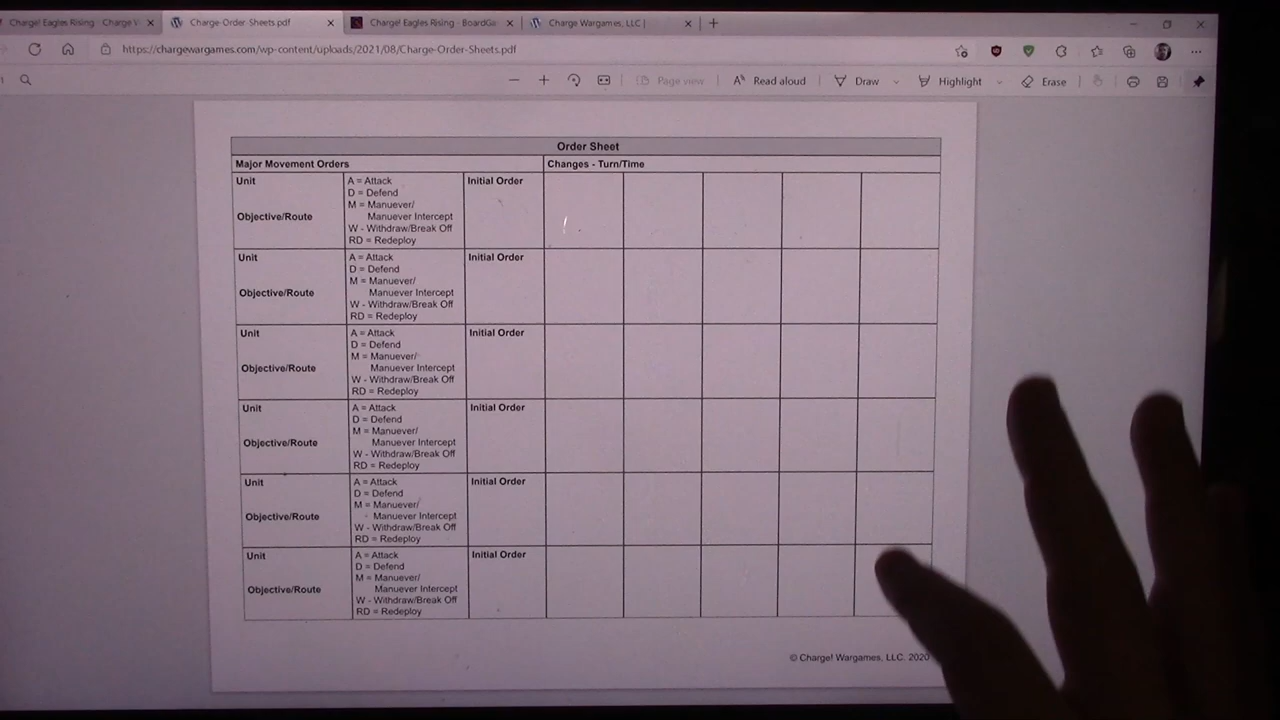 Charge! Eagles Rising - Charge W
Charge-Order-Sheets.pdf
Charge! Eagles Rising - BoardGa
Charge Wargames, LLC |
https://chargewargames.com/wp-content/uploads/2021/08/Charge-Order-Sheets.pdf
Page view
Read aloud
Draw
Highlight
Erase
Order Sheet
Major Movement Orders
Changes - Turn/Time
Unit
Objective/Route
A = Attack
D = Defend
M = Manuever/
Manuever Intercept
W - Withdraw/Break Off
RD = Redeploy
Initial Order
Unit
Objective/Route
A = Attack
D = Defend
M = Manuever/
Manuever Intercept
W - Withdraw/Break Off
RD = Redeploy
Initial Order
Unit
Objective/Route
A = Attack
D = Defend
M = Manuever/
Manuever Intercept
W - Withdraw/Break Off
RD = Redeploy
Initial Order
Unit
Objective/Route
A = Attack
D = Defend
M = Manuever/
Manuever Intercept
W - Withdraw/Break Off
RD = Redeploy
Initial Order
Unit
Objective/Route
A = Attack
D = Defend
M = Manuever/
Manuever Intercept
W - Withdraw/Break Off
RD = Redeploy
Initial Order
Unit
Objective/Route
A = Attack
D = Defend
M = Manuever/
Manuever Intercept
W - Withdraw/Break Off
RD = Redeploy
Initial Order
© Charge! Wargames, LLC. 2020